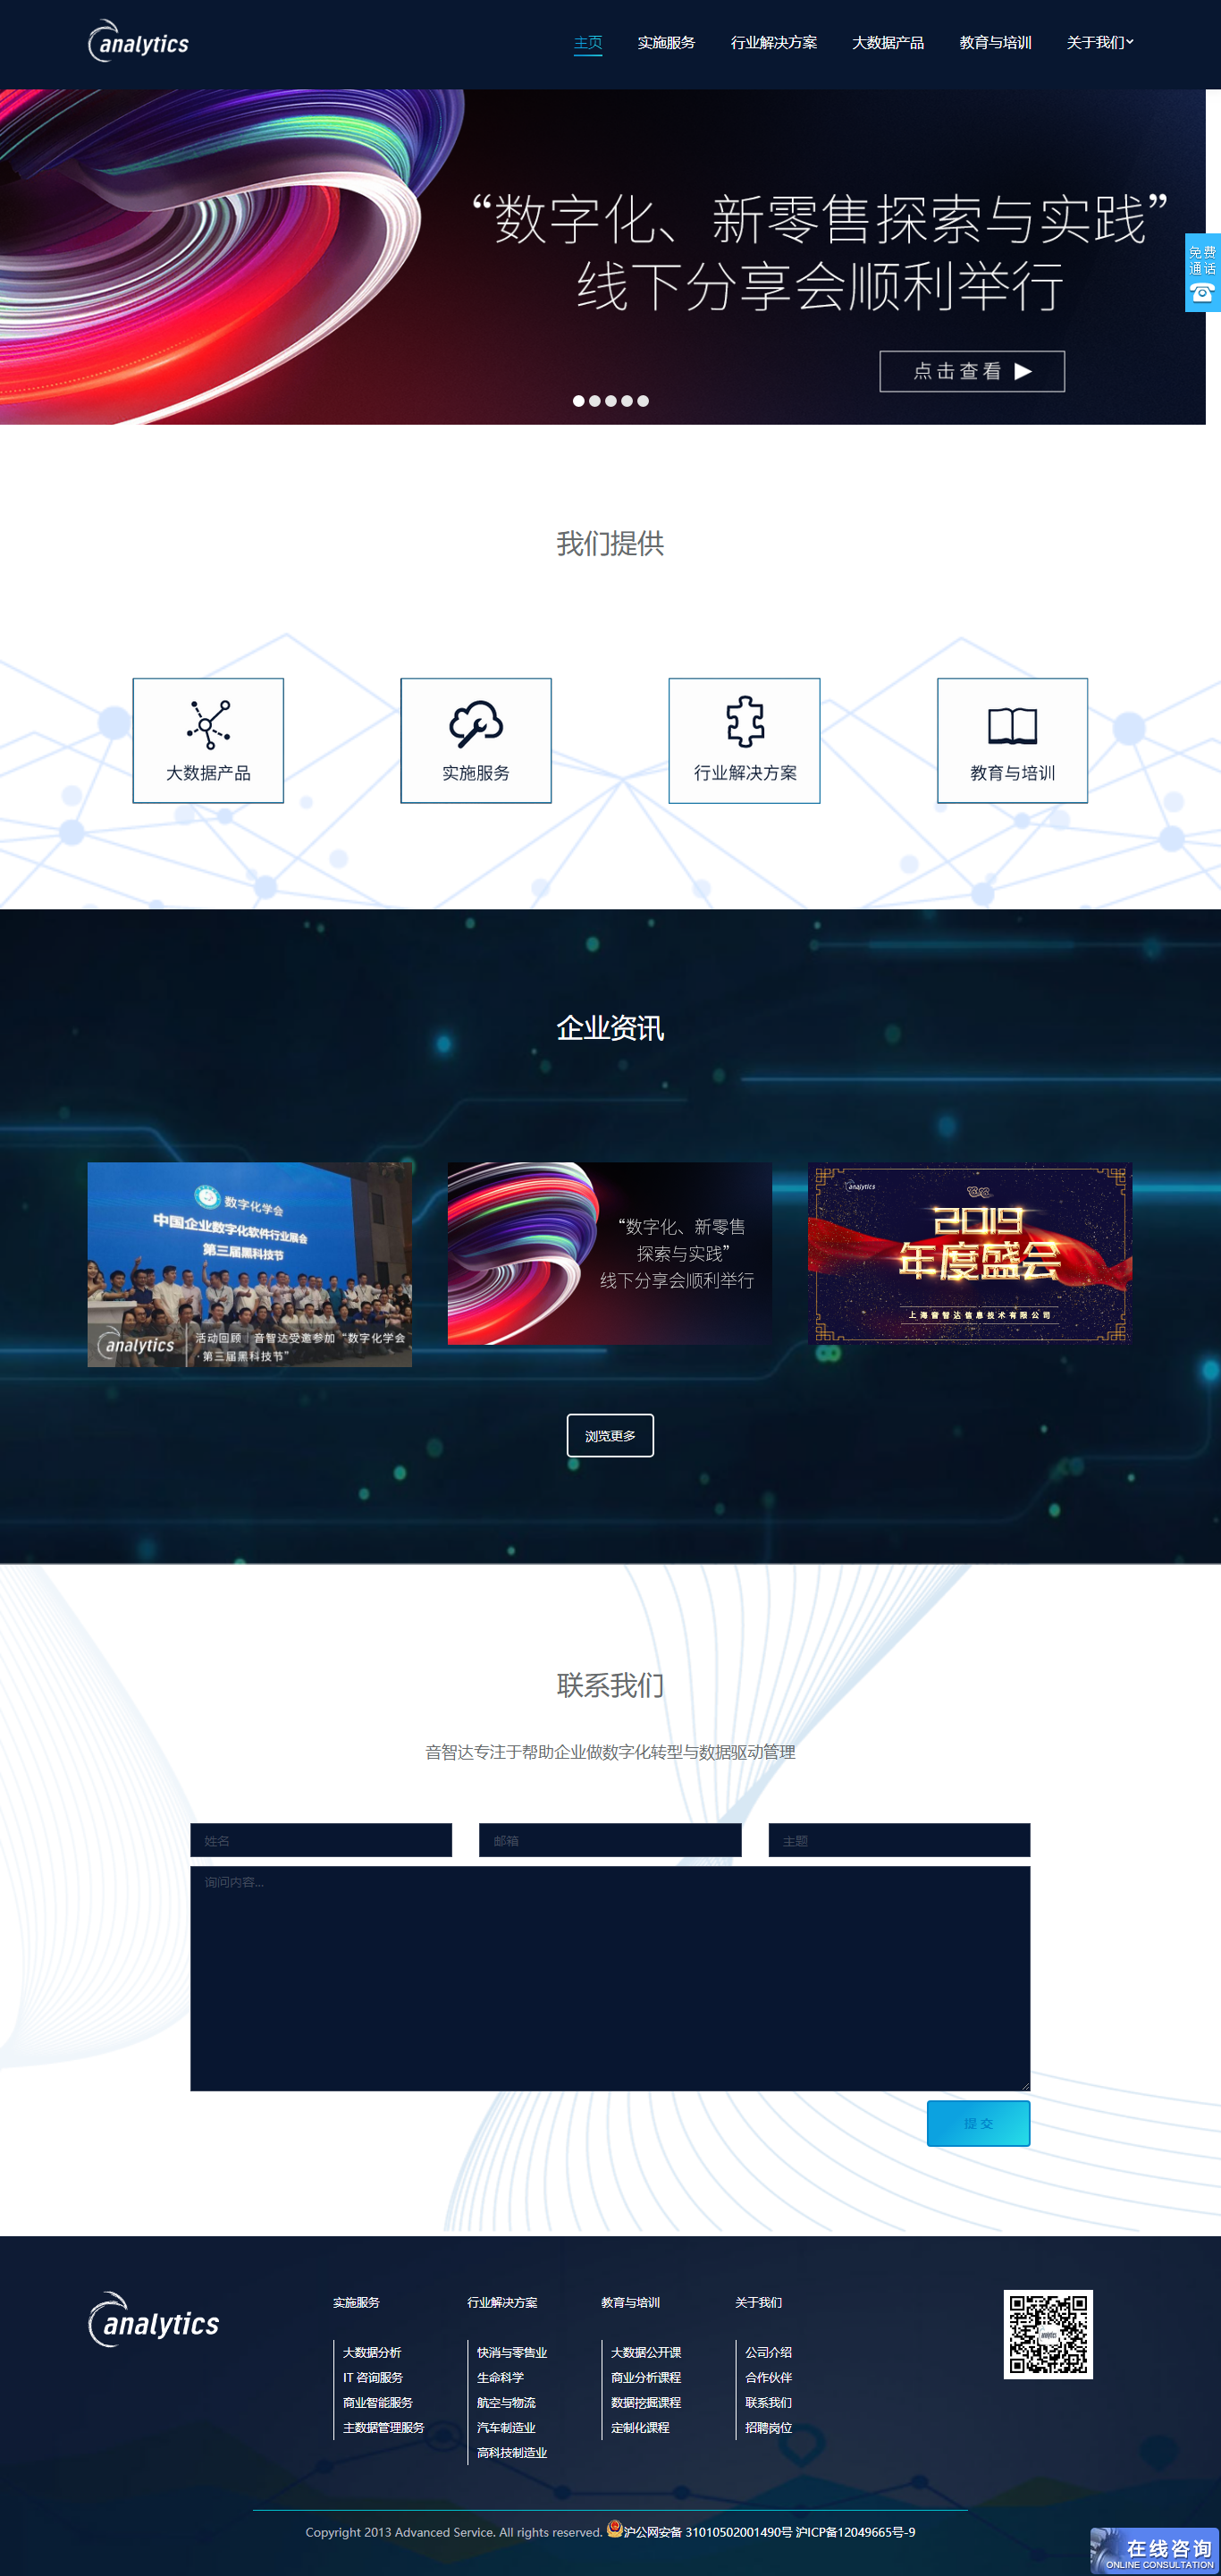 analytics
主页 实施服务 行业解决方案 大数据产品 教育与培训 关于我们
“数字化、新零售探索与实践”
线下分享会顺利举行
点击查看
免费
通话
我们提供
大数据产品 实施服务 行业解决方案 教育与培训
企业资讯
数字化学会
中国企业数字化软件行业展会
第三届黑科技节
analytics
活动回顾 | 音智达受邀参加“数字化学会
·第三届黑科技节”
“数字化、新零售
探索与实践”
线下分享会顺利举行
analytics
2019
年度盛会
上海音智达信息技术有限公司
浏览更多
联系我们
音智达专注于帮助企业做数字化转型与数据驱动管理
姓名 邮箱 主题
询问内容...
提 交
analytics
实施服务
大数据分析
IT 咨询服务
商业智能服务
主数据管理服务
行业解决方案
快消与零售业
生命科学
航空与物流
汽车制造业
高科技制造业
教育与培训
大数据公开课
商业分析课程
数据挖掘课程
定制化课程
关于我们
公司介绍
合作伙伴
联系我们
招聘岗位
Copyright 2013 Advanced Service. All rights reserved. 沪公网安备 31010502001490号 沪ICP备12049665号-9
在线咨询
ONLINE CONSULTATION